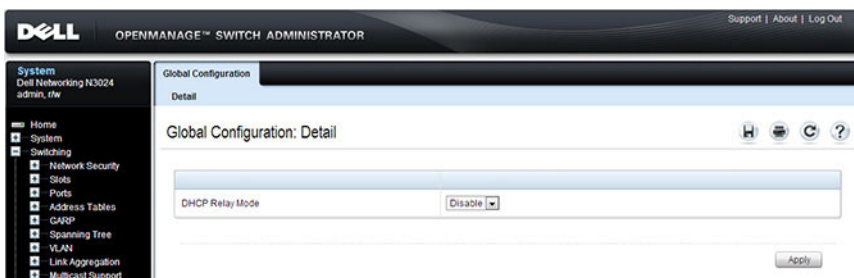 Support | About | Log Out
DELL OPENMANAGE™ SWITCH ADMINISTRATOR
System
Dell Networking N3024
admin, r/w
Home
System
Switching
Network Security
Slots
Ports
Address Tables
GARP
Spanning Tree
VLAN
Link Aggregation
Multicast Support
Global Configuration
Detail
Global Configuration: Detail
H ?
DHCP Relay Mode Disable
Apply